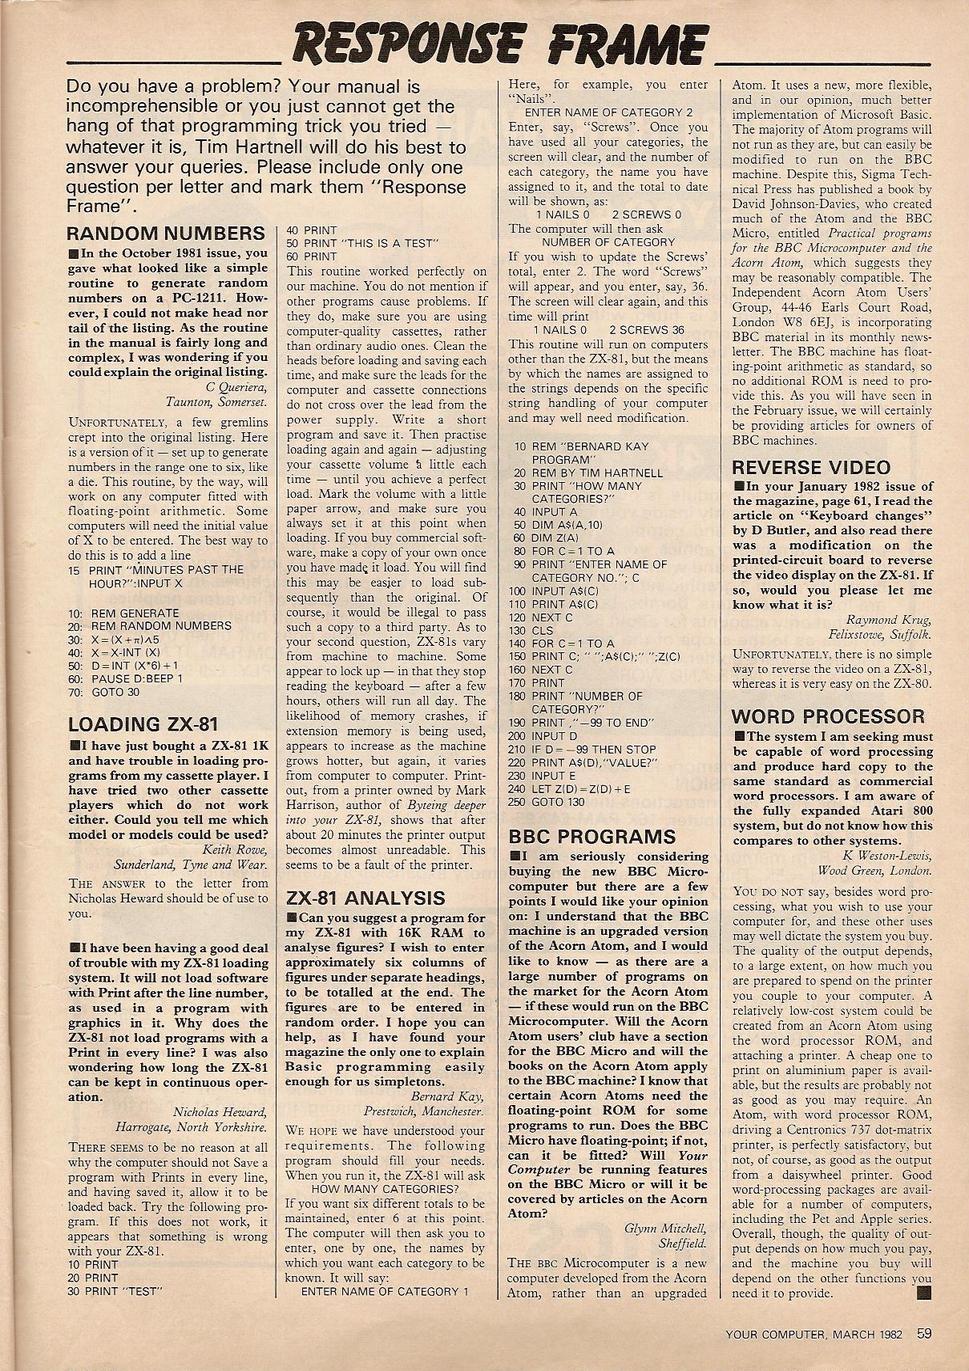 RESPONSE FRAME
Do you have a problem? Your manual is
incomprehensible or you just cannot get the
hang of that programming trick you tried —
whatever it is, Tim Hartnell will do his best to
answer your queries. Please include only one
question per letter and mark them "Response
Frame".
RANDOM NUMBERS
■In the October 1981 issue, you
gave what looked like a simple
routine to generate random
numbers on a PC-1211. How-
ever, I could not make head nor
tail of the listing. As the routine
in the manual is fairly long and
complex, I was wondering if you
could explain the original listing.
C Queriera,
Taunton, Somerset.
UNFORTUNATELY, a few gremlins
crept into the original listing. Here
is a version of it — set up to generate
numbers in the range one to six, like
a die. This routine, by the way, will
work on any computer fitted with
floating-point arithmetic. Some
computers will need the initial value
of X to be entered. The best way to
do this is to add a line
15 PRINT "MINUTES PAST THE
HOUR?":INPUT X
10: REM GENERATE
20: REM RANDOM NUMBERS
30: X=(X+π)∧5
40: X=X-INT (X)
50: D=INT (X*6)+1
60: PAUSE D:BEEP 1
70: GOTO 30
LOADING ZX-81
■I have just bought a ZX-81 1K
and have trouble in loading pro-
grams from my cassette player. I
have tried two other cassette
players which do not work
either. Could you tell me which
model or models could be used?
Keith Rowe,
Sunderland, Tyne and Wear.
THE ANSWER to the letter from
Nicholas Heward should be of use to
you.
■I have been having a good deal
of trouble with my ZX-81 loading
system. It will not load software
with Print after the line number,
as used in a program with
graphics in it. Why does the
ZX-81 not load programs with a
Print in every line? I was also
wondering how long the ZX-81
can be kept in continuous oper-
ation.
Nicholas Heward,
Harrogate, North Yorkshire.
THERE SEEMS to be no reason at all
why the computer should not Save a
program with Prints in every line,
and having saved it, allow it to be
loaded back. Try the following pro-
gram. If this does not work, it
appears that something is wrong
with your ZX-81.
10 PRINT
20 PRINT
30 PRINT "TEST"
40 PRINT
50 PRINT "THIS IS A TEST"
60 PRINT
This routine worked perfectly on
our machine. You do not mention if
other programs cause problems. If
they do, make sure you are using
computer-quality cassettes, rather
than ordinary audio ones. Clean the
heads before loading and saving each
time, and make sure the leads for the
computer and cassette connections
do not cross over the lead from the
power supply. Write a short
program and save it. Then practise
loading again and again — adjusting
your cassette volume a little each
time — until you achieve a perfect
load. Mark the volume with a little
paper arrow, and make sure you
always set it at this point when
loading. If you buy commercial soft-
ware, make a copy of your own once
you have made it load. You will find
this may be easier to load sub-
sequently than the original. Of
course, it would be illegal to pass
such a copy to a third party. As to
your second question, ZX-81s vary
from machine to machine. Some
appear to lock up — in that they stop
reading the keyboard — after a few
hours, others will run all day. The
likelihood of memory crashes, if
extension memory is being used,
appears to increase as the machine
grows hotter, but again, it varies
from computer to computer. Print-
out, from a printer owned by Mark
Harrison, author of Byteing deeper
into your ZX-81, shows that after
about 20 minutes the printer output
becomes almost unreadable. This
seems to be a fault of the printer.
ZX-81 ANALYSIS
■Can you suggest a program for
my ZX-81 with 16K RAM to
analyse figures? I wish to enter
approximately six columns of
figures under separate headings,
to be totalled at the end. The
figures are to be entered in
random order. I hope you can
help, as I have found your
magazine the only one to explain
Basic programming easily
enough for us simpletons.
Bernard Kay,
Prestwich, Manchester.
WE HOPE we have understood your
requirements. The following
program should fill your needs.
When you run it, the ZX-81 will ask
HOW MANY CATEGORIES?
If you want six different totals to be
maintained, enter 6 at this point.
The computer will then ask you to
enter, one by one, the names by
which you want each category to be
known. It will say:
ENTER NAME OF CATEGORY 1
Here, for example, you enter
"Nails".
ENTER NAME OF CATEGORY 2
Enter, say, "Screws". Once you
have used all your categories, the
screen will clear, and the number of
each category, the name you have
assigned to it, and the total to date
will be shown, as:
1 NAILS 0 2 SCREWS 0
The computer will then ask
NUMBER OF CATEGORY
If you wish to update the Screws'
total, enter 2. The word "Screws"
will appear, and you enter, say, 36.
The screen will clear again, and this
time will print
1 NAILS 0 2 SCREWS 36
This routine will run on computers
other than the ZX-81, but the means
by which the names are assigned to
the strings depends on the specific
string handling of your computer
and may well need modification.
10 REM "BERNARD KAY
PROGRAM"
20 REM BY TIM HARTNELL
30 PRINT "HOW MANY
CATEGORIES?"
40 INPUT A
50 DIM A$(A,10)
60 DIM Z(A)
80 FOR C=1 TO A
90 PRINT "ENTER NAME OF
CATEGORY NO."; C
100 INPUT A$(C)
110 PRINT A$(C)
120 NEXT C
130 CLS
140 FOR C=1 TO A
150 PRINT C; " ";A$(C);" ";Z(C)
160 NEXT C
170 PRINT
180 PRINT "NUMBER OF
CATEGORY?"
190 PRINT ,"—99 TO END"
200 INPUT D
210 IF D=—99 THEN STOP
220 PRINT A$(D),"VALUE?"
230 INPUT E
240 LET Z(D)=Z(D)+E
250 GOTO 130
BBC PROGRAMS
■I am seriously considering
buying the new BBC Micro-
computer but there are a few
points I would like your opinion
on: I understand that the BBC
machine is an upgraded version
of the Acorn Atom, and I would
like to know — as there are a
large number of programs on
the market for the Acorn Atom
— if these would run on the BBC
Microcomputer. Will the Acorn
Atom users' club have a section
for the BBC Micro and will the
books on the Acorn Atom apply
to the BBC machine? I know that
certain Acorn Atoms need the
floating-point ROM for some
programs to run. Does the BBC
Micro have floating-point; if not,
can it be fitted? Will Your
Computer be running features
on the BBC Micro or will it be
covered by articles on the Acorn
Atom?
Glynn Mitchell,
Sheffield.
THE BBC Microcomputer is a new
computer developed from the Acorn
Atom, rather than an upgraded
Atom. It uses a new, more flexible,
and in our opinion, much better
implementation of Microsoft Basic.
The majority of Atom programs will
not run as they are, but can easily be
modified to run on the BBC
machine. Despite this, Sigma Tech-
nical Press has published a book by
David Johnson-Davies, who created
much of the Atom and the BBC
Micro, entitled Practical programs
for the BBC Microcomputer and the
Acorn Atom, which suggests they
may be reasonably compatible. The
Independent Acorn Atom Users'
Group, 44-46 Earls Court Road,
London W8 6EJ, is incorporating
BBC material in its monthly news-
letter. The BBC machine has float-
ing-point arithmetic as standard, so
no additional ROM is need to pro-
vide this. As you will have seen in
the February issue, we will certainly
be providing articles for owners of
BBC machines.
REVERSE VIDEO
■In your January 1982 issue of
the magazine, page 61, I read the
article on "Keyboard changes"
by D Butler, and also read there
was a modification on the
printed-circuit board to reverse
the video display on the ZX-81. If
so, would you please let me
know what it is?
Raymond Krug,
Felixstowe, Suffolk.
UNFORTUNATELY, there is no simple
way to reverse the video on a ZX-81,
whereas it is very easy on the ZX-80.
WORD PROCESSOR
■The system I am seeking must
be capable of word processing
and produce hard copy to the
same standard as commercial
word processors. I am aware of
the fully expanded Atari 800
system, but do not know how this
compares to other systems.
K Weston-Lewis,
Wood Green, London.
YOU DO NOT say, besides word pro-
cessing, what you wish to use your
computer for, and these other uses
may well dictate the system you buy.
The quality of the output depends,
to a large extent, on how much you
are prepared to spend on the printer
you couple to your computer. A
relatively low-cost system could be
created from an Acorn Atom using
the word processor ROM, and
attaching a printer. A cheap one to
print on aluminium paper is avail-
able, but the results are probably not
as good as you may require. An
Atom, with word processor ROM,
driving a Centronics 737 dot-matrix
printer, is perfectly satisfactory, but
not, of course, as good as the output
from a daisywheel printer. Good
word-processing packages are avail-
able for a number of computers,
including the Pet and Apple series.
Overall, though, the quality of out-
put depends on how much you pay,
and the machine you buy will
depend on the other functions you
need it to provide. ■
YOUR COMPUTER, MARCH 1982 59